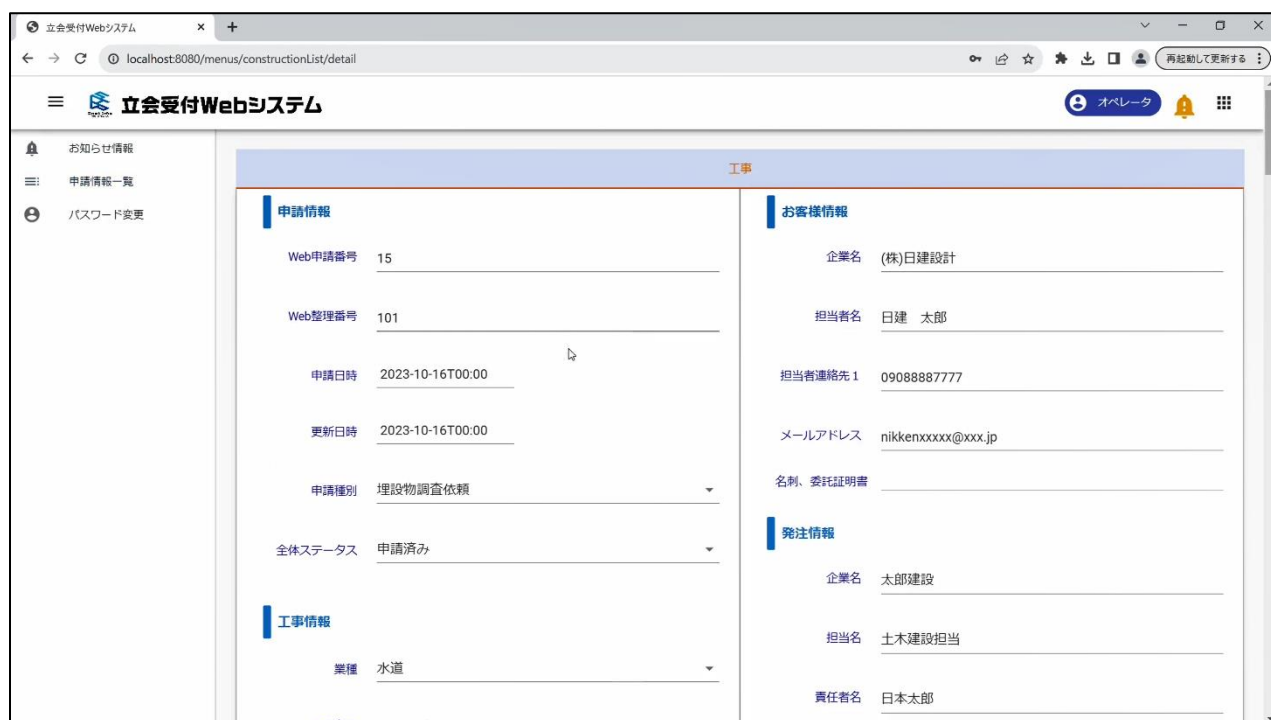 立会受付Webシステム
localhost:8080/menus/constructionList/detail
再起動して更新する
立会受付Webシステム
オペレータ
お知らせ情報
申請情報一覧
パスワード変更
工事
申請情報
Web申請番号 15
Web整理番号 101
申請日時 2023-10-16T00:00
更新日時 2023-10-16T00:00
申請種別 埋設物調査依頼
全体ステータス 申請済み
工事情報
業種 水道
お客様情報
企業名 (株)日建設計
担当者名 日建 太郎
担当者連絡先1 09088887777
メールアドレス nikkenxxxxx@xxx.jp
名刺、委託証明書
発注情報
企業名 太郎建設
担当名 土木建設担当
責任者名 日本太郎